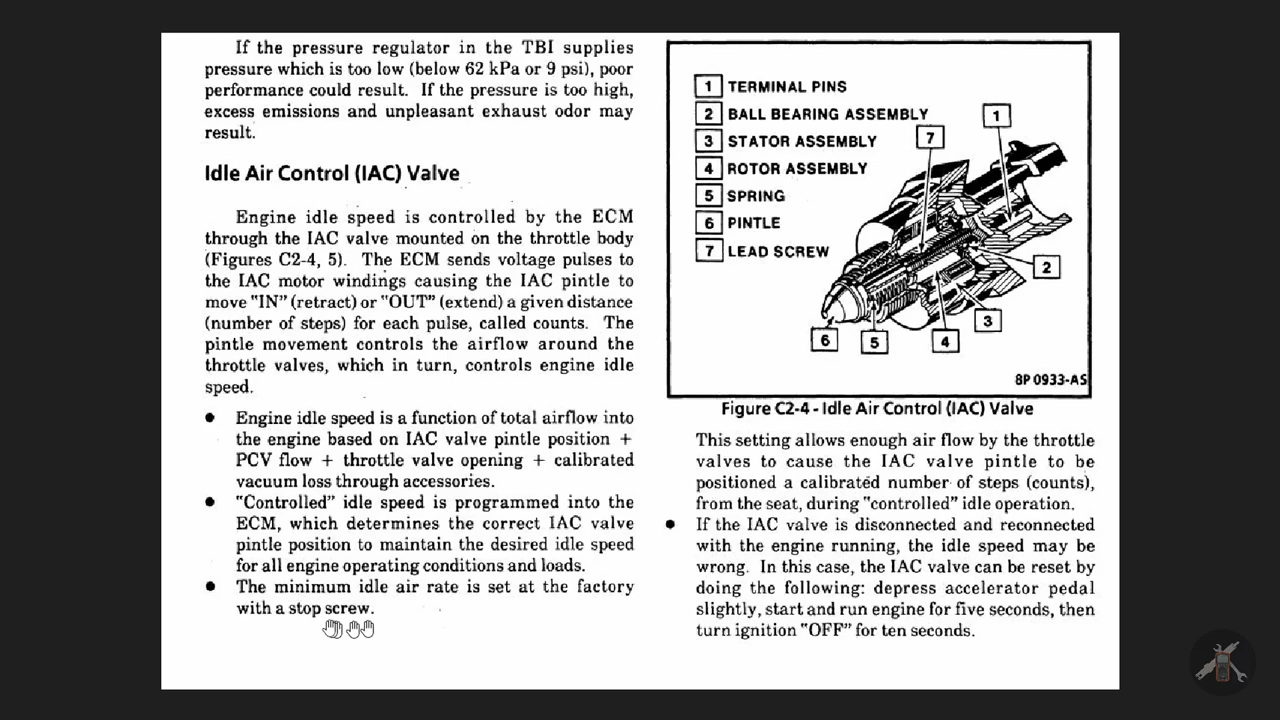 If the pressure regulator in the TBI supplies
pressure which is too low (below 62 kPa or 9 psi), poor
performance could result. If the pressure is too high,
excess emissions and unpleasant exhaust odor may
result.
Idle Air Control (IAC) Valve
Engine idle speed is controlled by the ECM
through the IAC valve mounted on the throttle body
(Figures C2-4, 5). The ECM sends voltage pulses to
the IAC motor windings causing the IAC pintle to
move "IN" (retract) or "OUT" (extend) a given distance
(number of steps) for each pulse, called counts. The
pintle movement controls the airflow around the
throttle valves, which in turn, controls engine idle
speed.
● Engine idle speed is a function of total airflow into
the engine based on IAC valve pintle position +
PCV flow + throttle valve opening + calibrated
vacuum loss through accessories.
● "Controlled" idle speed is programmed into the
ECM, which determines the correct IAC valve
pintle position to maintain the desired idle speed
for all engine operating conditions and loads.
● The minimum idle air rate is set at the factory
with a stop screw.
1 TERMINAL PINS
2 BALL BEARING ASSEMBLY
3 STATOR ASSEMBLY
4 ROTOR ASSEMBLY
5 SPRING
6 PINTLE
7 LEAD SCREW
1
7
2
3
6
5
4
8P 0933-AS
Figure C2-4 - Idle Air Control (IAC) Valve
This setting allows enough air flow by the throttle
valves to cause the IAC valve pintle to be
positioned a calibrated number of steps (counts),
from the seat, during "controlled" idle operation.
● If the IAC valve is disconnected and reconnected
with the engine running, the idle speed may be
wrong. In this case, the IAC valve can be reset by
doing the following: depress accelerator pedal
slightly, start and run engine for five seconds, then
turn ignition "OFF" for ten seconds.